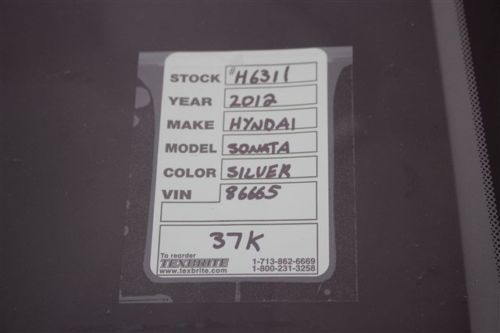 STOCK #H6311
YEAR 2012
MAKE HYNDAI
MODEL SONATA
COLOR SILVER
VIN 86665
37K
To reorder
TEXBRITE 1-713-862-6669
www.texbrite.com 1-800-231-3258